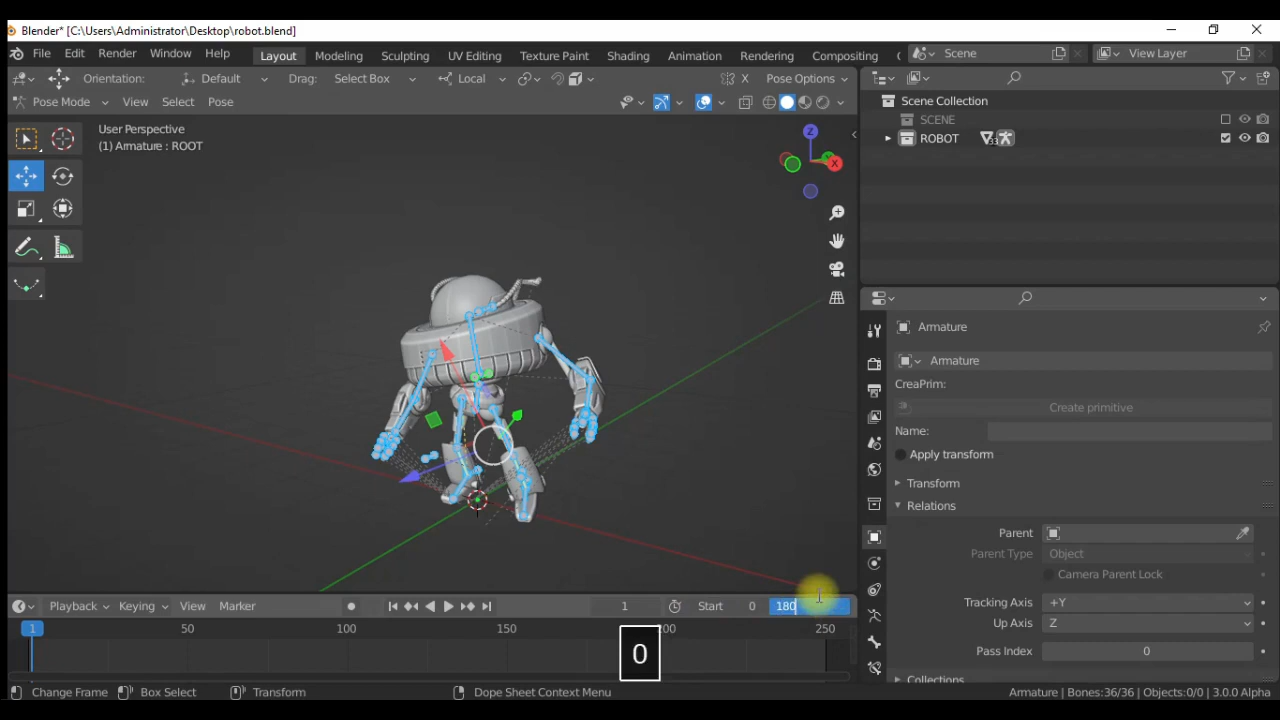 Blender* [C:\Users\Administrator\Desktop\robot.blend]
File Edit Render Window Help Layout Modeling Sculpting UV Editing Texture Paint Shading Animation Rendering Compositing Scene View Layer
Orientation: Default Drag: Select Box Local X Pose Options
Pose Mode View Select Pose
User Perspective
(1) Armature : ROOT
Z
Y
X
Scene Collection
SCENE
ROBOT 33
Armature
Armature
CreaPrim:
Create primitive
Name:
Apply transform
Transform
Relations
Parent
Parent Type Object
Camera Parent Lock
Tracking Axis +Y
Up Axis Z
Pass Index 0
Collections
Playback Keying View Marker 1 Start 0 180
1 50 100 150 200 250
0
Change Frame Box Select Transform Dope Sheet Context Menu Armature | Bones:36/36 | Objects:0/0 | 3.0.0 Alpha